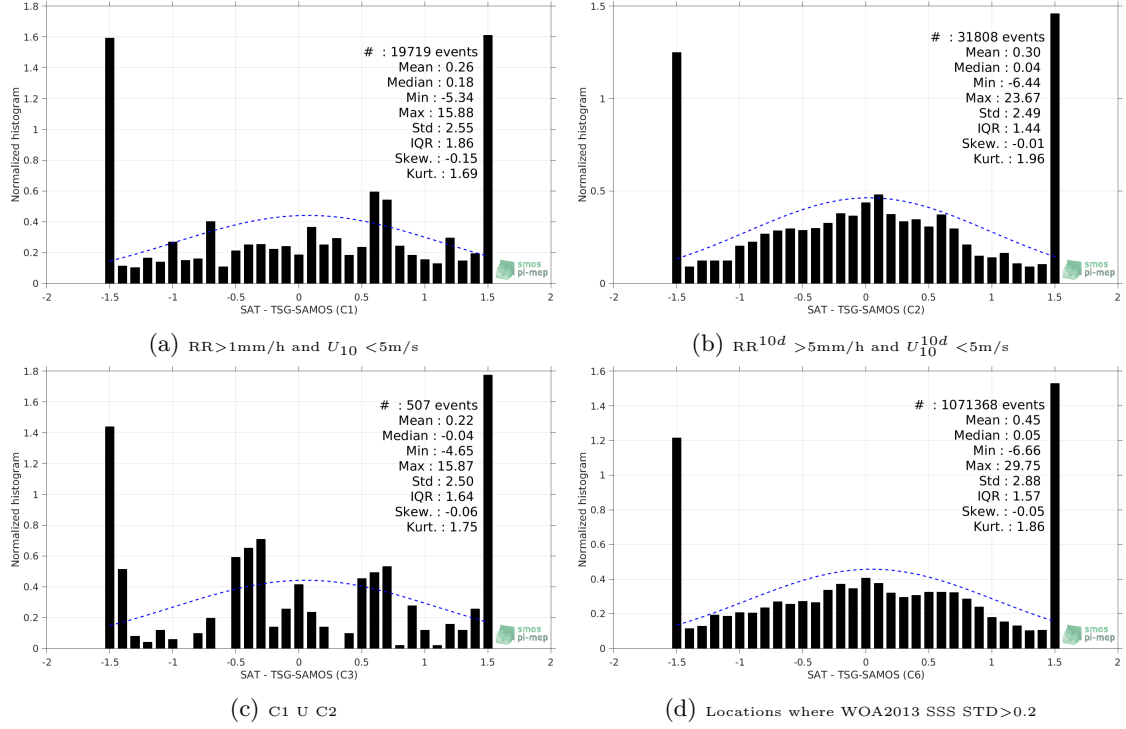 1.8
1.6
1.4
1.2
1
0.8
0.6
0.4
0.2
0
Normalized histogram
# : 19719 events
Mean : 0.26
Median : 0.18
Min : -5.34
Max : 15.88
Std : 2.55
IQR : 1.86
Skew. : -0.15
Kurt. : 1.69
smos
pi-mep
-2 -1.5 -1 -0.5 0 0.5 1 1.5 2
SAT - TSG-SAMOS (C1)
(a) RR>1mm/h and U10 <5m/s
1.5
1
0.5
0
Normalized histogram
# : 31808 events
Mean : 0.30
Median : 0.04
Min : -6.44
Max : 23.67
Std : 2.49
IQR : 1.44
Skew. : -0.01
Kurt. : 1.96
smos
pi-mep
-2 -1.5 -1 -0.5 0 0.5 1 1.5 2
SAT - TSG-SAMOS (C2)
(b) RR10d >5mm/h and U10d10 <5m/s
1.8
1.6
1.4
1.2
1
0.8
0.6
0.4
0.2
0
Normalized histogram
# : 507 events
Mean : 0.22
Median : -0.04
Min : -4.65
Max : 15.87
Std : 2.50
IQR : 1.64
Skew. : -0.06
Kurt. : 1.75
smos
pi-mep
-2 -1.5 -1 -0.5 0 0.5 1 1.5 2
SAT - TSG-SAMOS (C3)
(c) C1 U C2
1.6
1.4
1.2
1
0.8
0.6
0.4
0.2
0
Normalized histogram
# : 1071368 events
Mean : 0.45
Median : 0.05
Min : -6.66
Max : 29.75
Std : 2.88
IQR : 1.57
Skew. : -0.05
Kurt. : 1.86
smos
pi-mep
-2 -1.5 -1 -0.5 0 0.5 1 1.5 2
SAT - TSG-SAMOS (C6)
(d) Locations where WOA2013 SSS STD>0.2